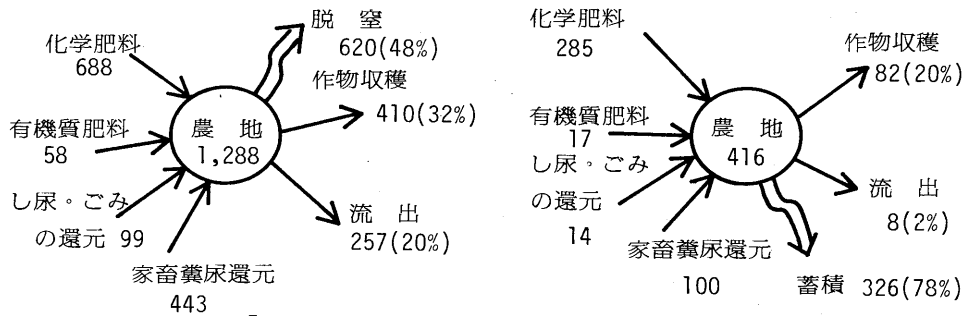 脱 窒
620(48%)
化学肥料
688
作物収穫
410(32%)
有機質肥料
58
農 地
1,288
し尿。ごみ
の還元 99
流 出
257(20%)
家畜糞尿還元
443
化学肥料
285
作物収穫
82(20%)
有機質肥料
17
農 地
416
し尿。ごみ
の還元
14
流 出
8(2%)
家畜糞尿還元
100
蓄積 326(78%)